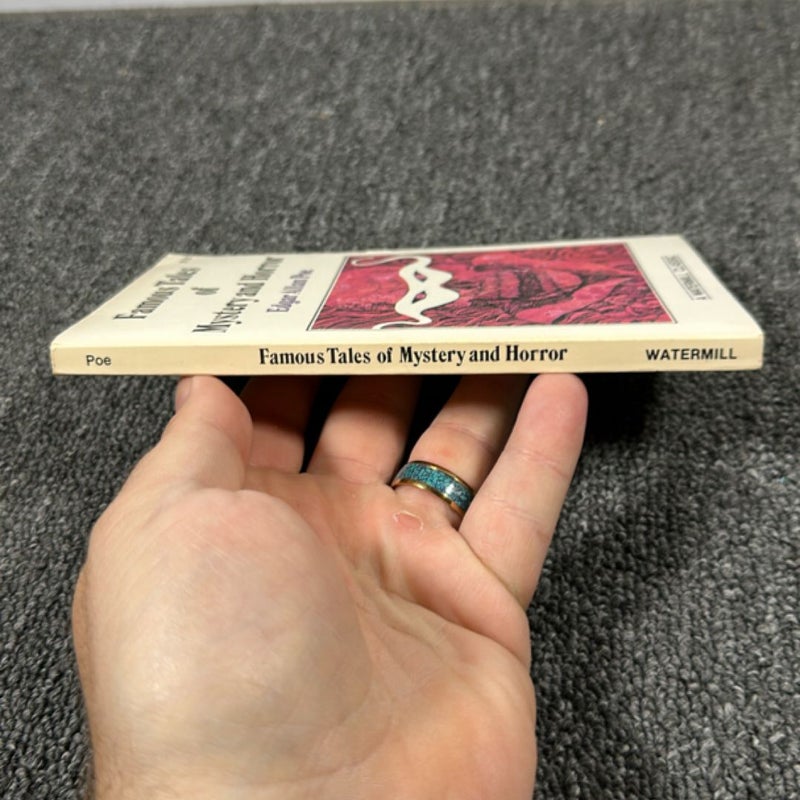 Famous Tales
of
Mystery and Horror
Edgar Allan Poe
Poe
Famous Tales of Mystery and Horror
WATERMILL